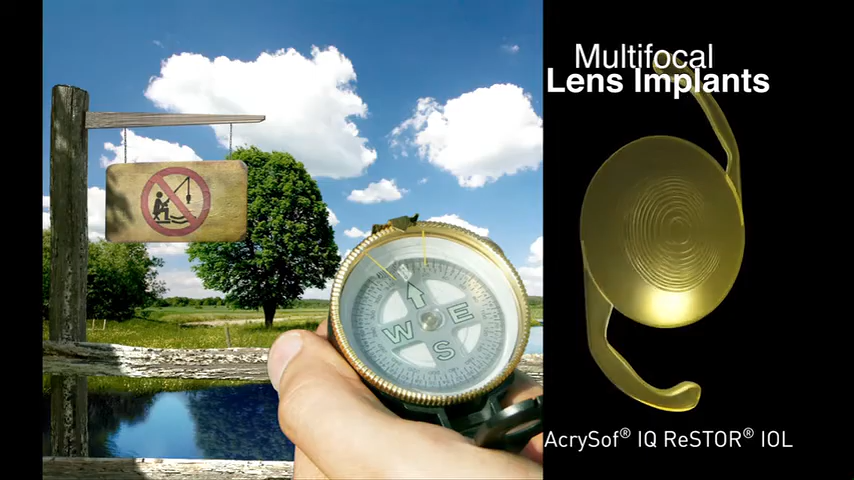 Multifocal
Lens Implants
N
W E
S
AcrySof® IQ ReSTOR® IOL